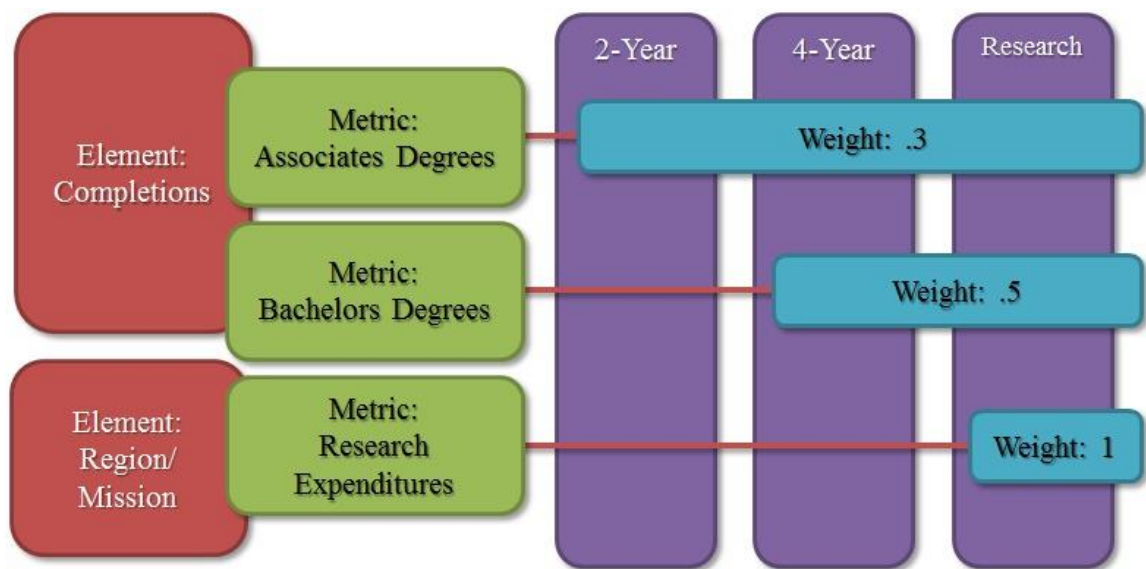 2-Year
4-Year
Research
Element:
Completions
Metric:
Associates Degrees
Weight: .3
Metric:
Bachelors Degrees
Weight: .5
Element:
Region/
Mission
Metric:
Research
Expenditures
Weight: 1